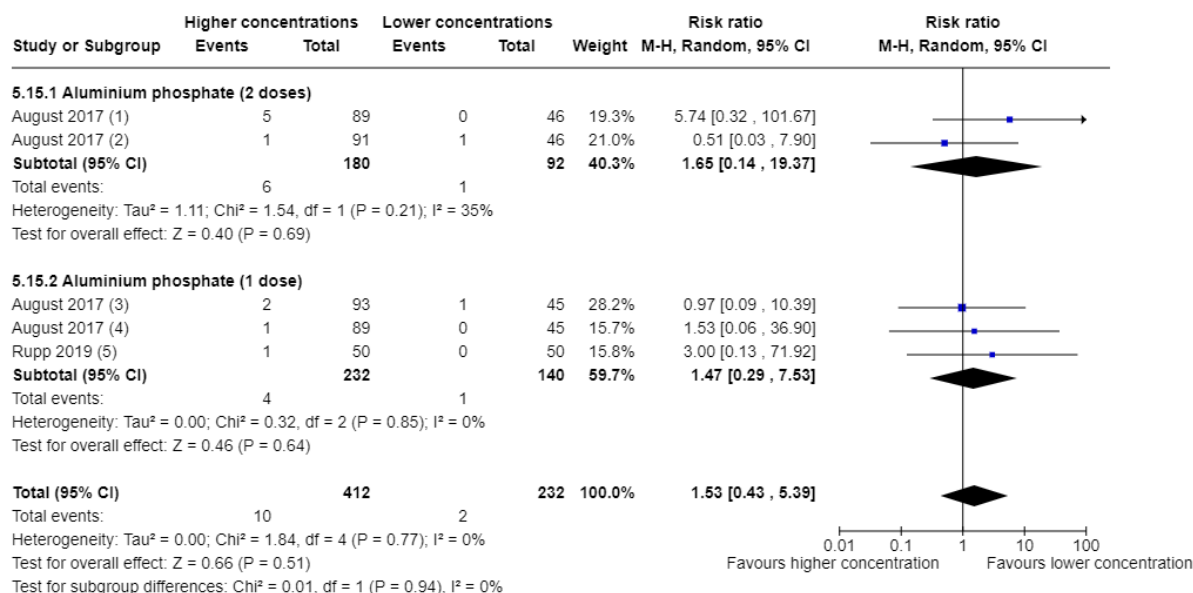 Higher concentrations Lower concentrations Risk ratio Risk ratio
Study or Subgroup Events Total Events Total Weight M-H, Random, 95% CI M-H, Random, 95% CI
5.15.1 Aluminium phosphate (2 doses)
August 2017 (1) 5 89 0 46 19.3% 5.74 [0.32 , 101.67]
August 2017 (2) 1 91 1 46 21.0% 0.51 [0.03 , 7.90]
Subtotal (95% CI) 180 92 40.3% 1.65 [0.14 , 19.37]
Total events: 6 1
Heterogeneity: Tau² = 1.11; Chi² = 1.54, df = 1 (P = 0.21); I² = 35%
Test for overall effect: Z = 0.40 (P = 0.69)
5.15.2 Aluminium phosphate (1 dose)
August 2017 (3) 2 93 1 45 28.2% 0.97 [0.09 , 10.39]
August 2017 (4) 1 89 0 45 15.7% 1.53 [0.06 , 36.90]
Rupp 2019 (5) 1 50 0 50 15.8% 3.00 [0.13 , 71.92]
Subtotal (95% CI) 232 140 59.7% 1.47 [0.29 , 7.53]
Total events: 4 1
Heterogeneity: Tau² = 0.00; Chi² = 0.32, df = 2 (P = 0.85); I² = 0%
Test for overall effect: Z = 0.46 (P = 0.64)
Total (95% CI) 412 232 100.0% 1.53 [0.43 , 5.39]
Total events: 10 2
Heterogeneity: Tau² = 0.00; Chi² = 1.84, df = 4 (P = 0.77); I² = 0%
0.01 0.1 1 10 100
Test for overall effect: Z = 0.66 (P = 0.51)
Favours higher concentration Favours lower concentration
Test for subgroup differences: Chi² = 0.01, df = 1 (P = 0.94), I² = 0%